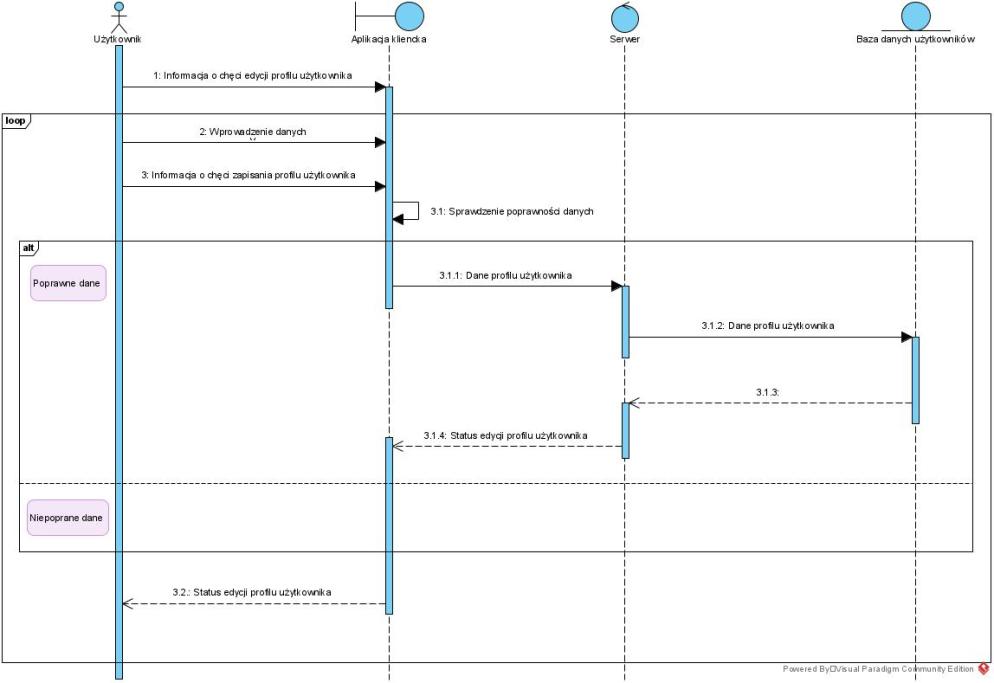 Użytkownik
Aplikacja kliencka
Serwer
Baza danych użytkowników
1: Informacja o chęci edycji profilu użytkownika
loop
2: Wprowadzenie danych
3: Informacja o chęci zapisania profilu użytkownika
3.1: Sprawdzenie poprawności danych
alt
Poprawne dane
3.1.1: Dane profilu użytkownika
3.1.2: Dane profilu użytkownika
3.1.3:
3.1.4: Status edycji profilu użytkownika
Niepoprane dane
3.2.: Status edycji profilu użytkownika
Powered By Visual Paradigm Community Edition